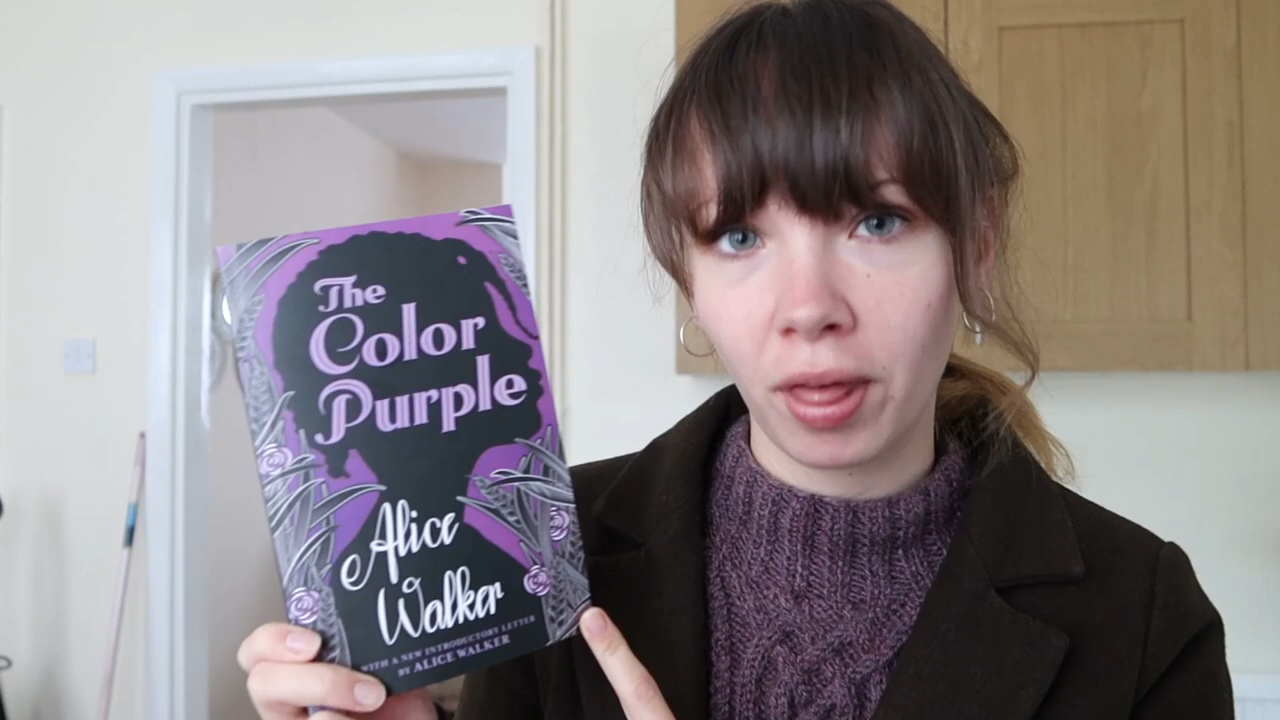 The
Color
Purple
Alice
Walker
WITH A NEW INTRODUCTORY LETTER
BY ALICE WALKER